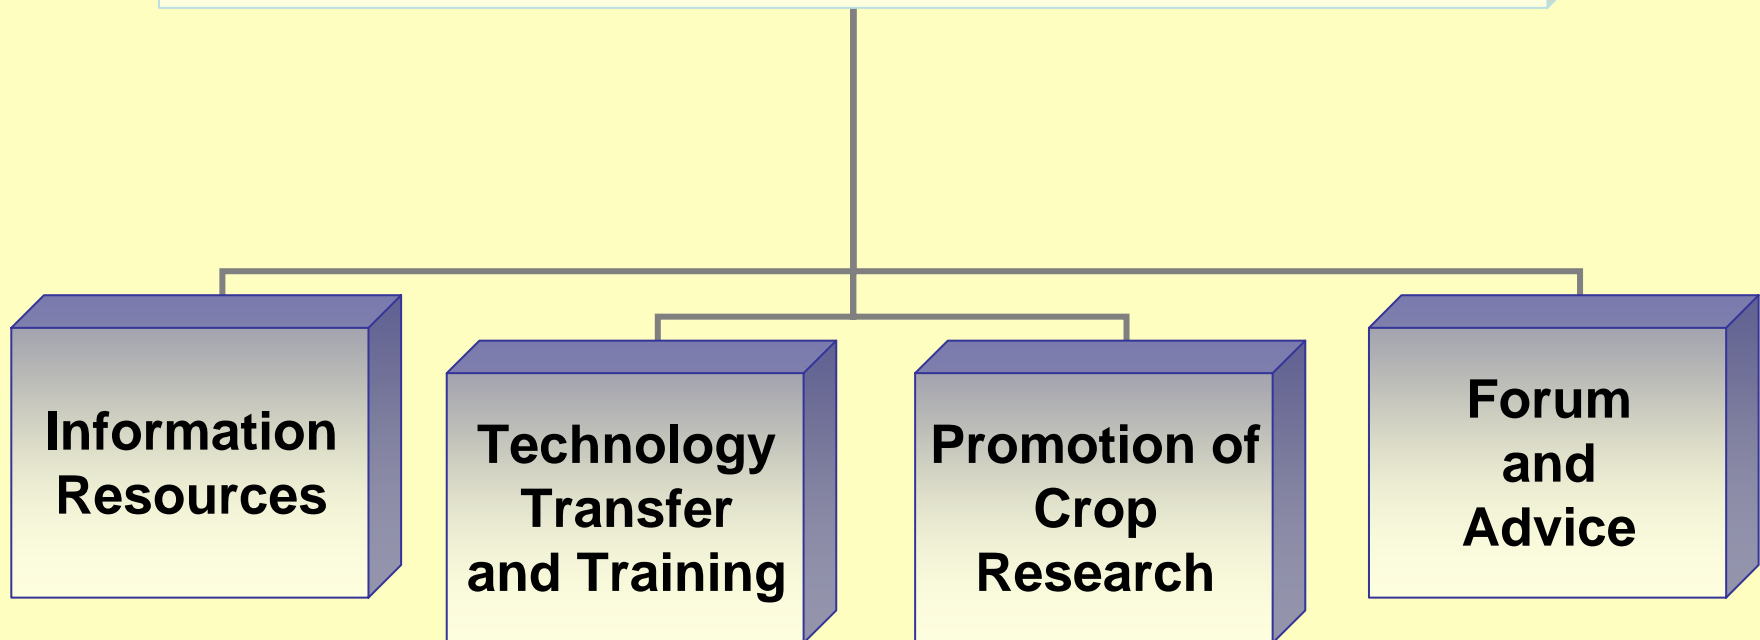 Information
Resources
Technology
Transfer
and Training
Promotion of
Crop
Research
Forum
and
Advice